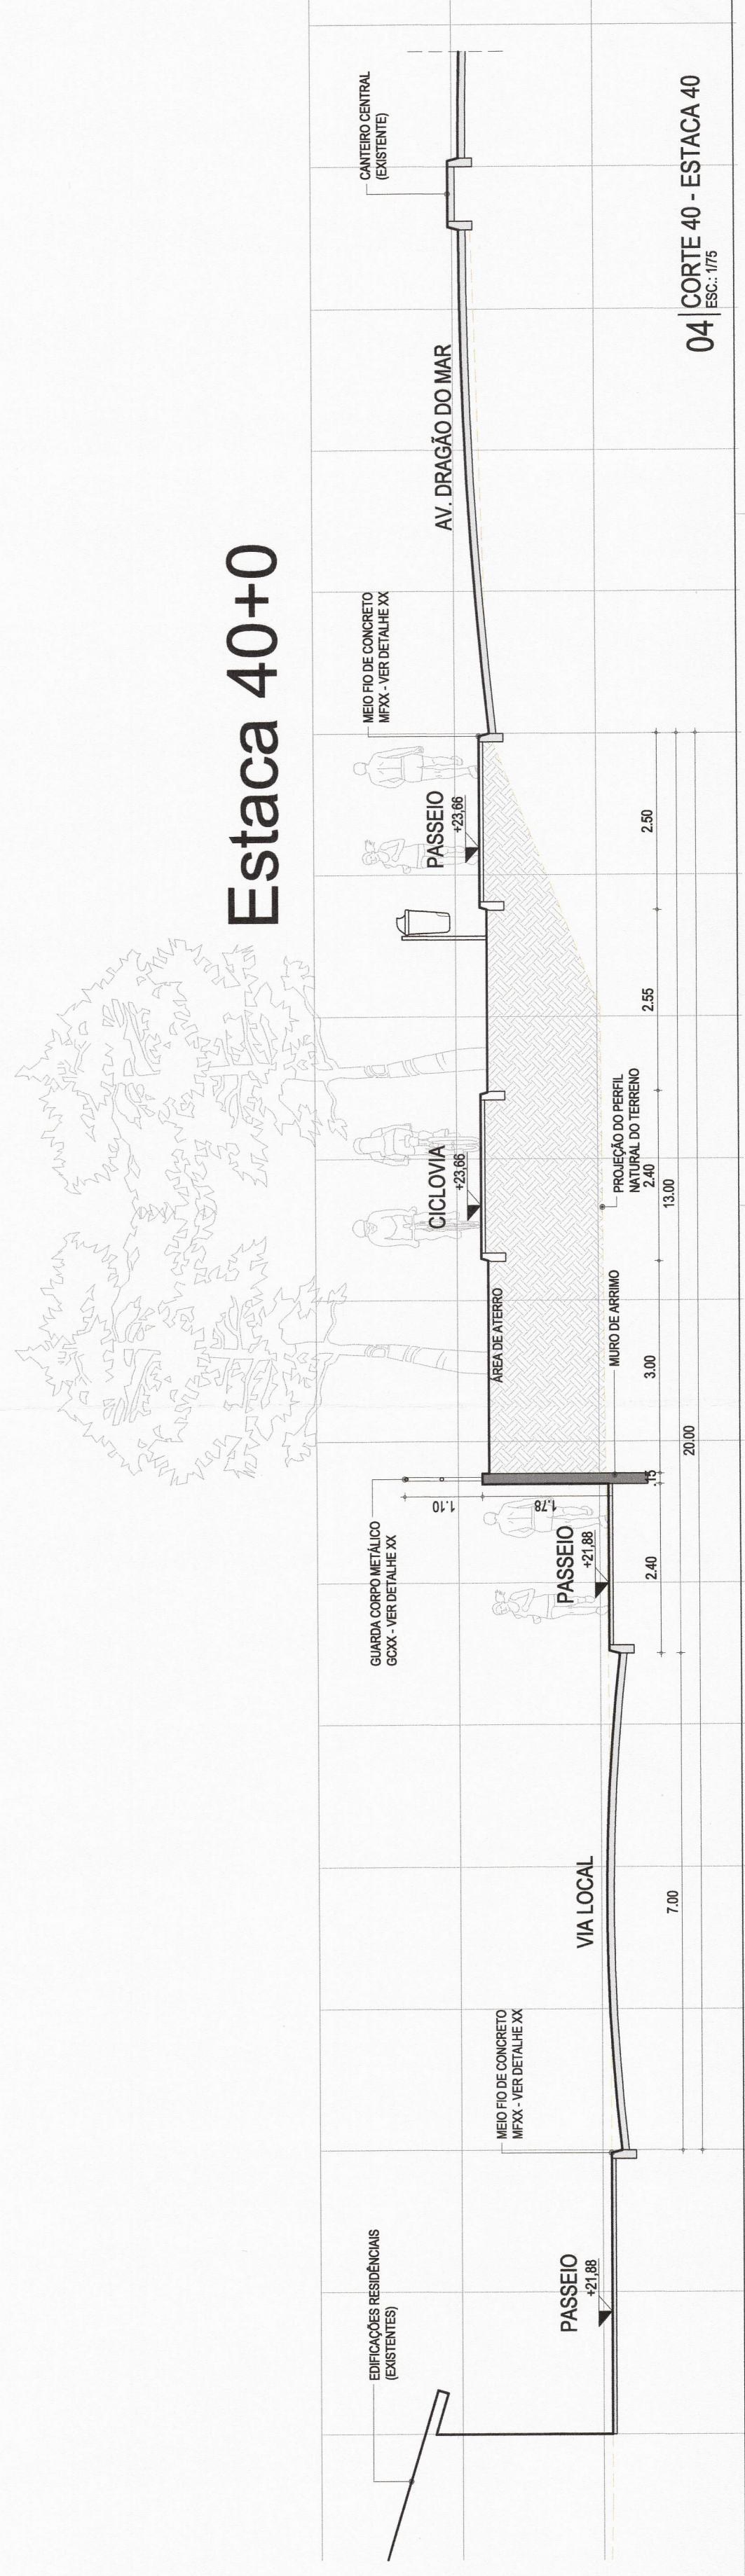 Estaca 40+0
EDIFICAÇÕES RESIDÊNCIAIS
(EXISTENTES)
PASSEIO
+21,88
MEIO FIO DE CONCRETO
MFXX - VER DETALHE XX
VIA LOCAL
GUARDA CORPO METÁLICO
GCXX - VER DETALHE XX
PASSEIO
+21,88
1.10
1.78
ÁREA DE ATERRO
MURO DE ARRIMO
CICLOVIA
+23,66
PROJEÇÃO DO PERFIL
NATURAL DO TERRENO
PASSEIO
+23,66
MEIO FIO DE CONCRETO
MFXX - VER DETALHE XX
AV. DRAGÃO DO MAR
CANTEIRO CENTRAL
(EXISTENTE)
2.40
.15
3.00
2.40
2.55
2.50
7.00
13.00
20.00
04 CORTE 40 - ESTACA 40
ESC.: 1/75